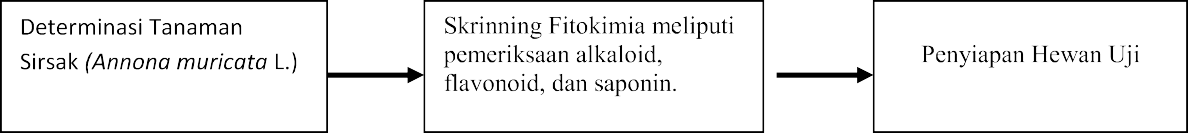 Determinasi Tanaman
Sirsak (Annona muricata L.)
Skrinning Fitokimia meliputi
pemeriksaan alkaloid,
flavonoid, dan saponin.
Penyiapan Hewan Uji